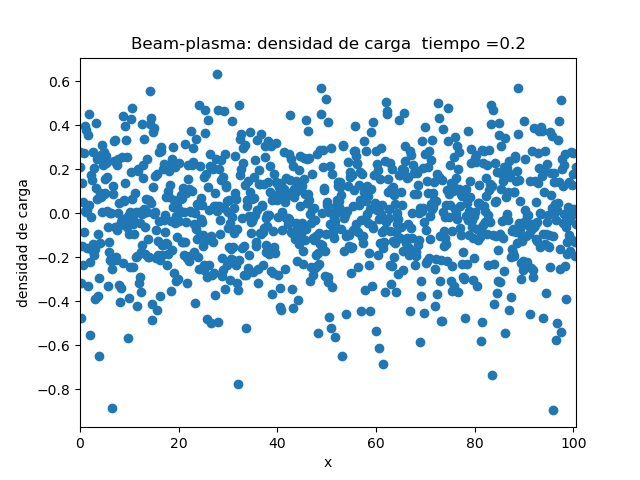 Beam-plasma: densidad de carga  tiempo =0.2
densidad de carga
0.6
0.4
0.2
0.0
−0.2
−0.4
−0.6
−0.8
0 20 40 60 80 100
x